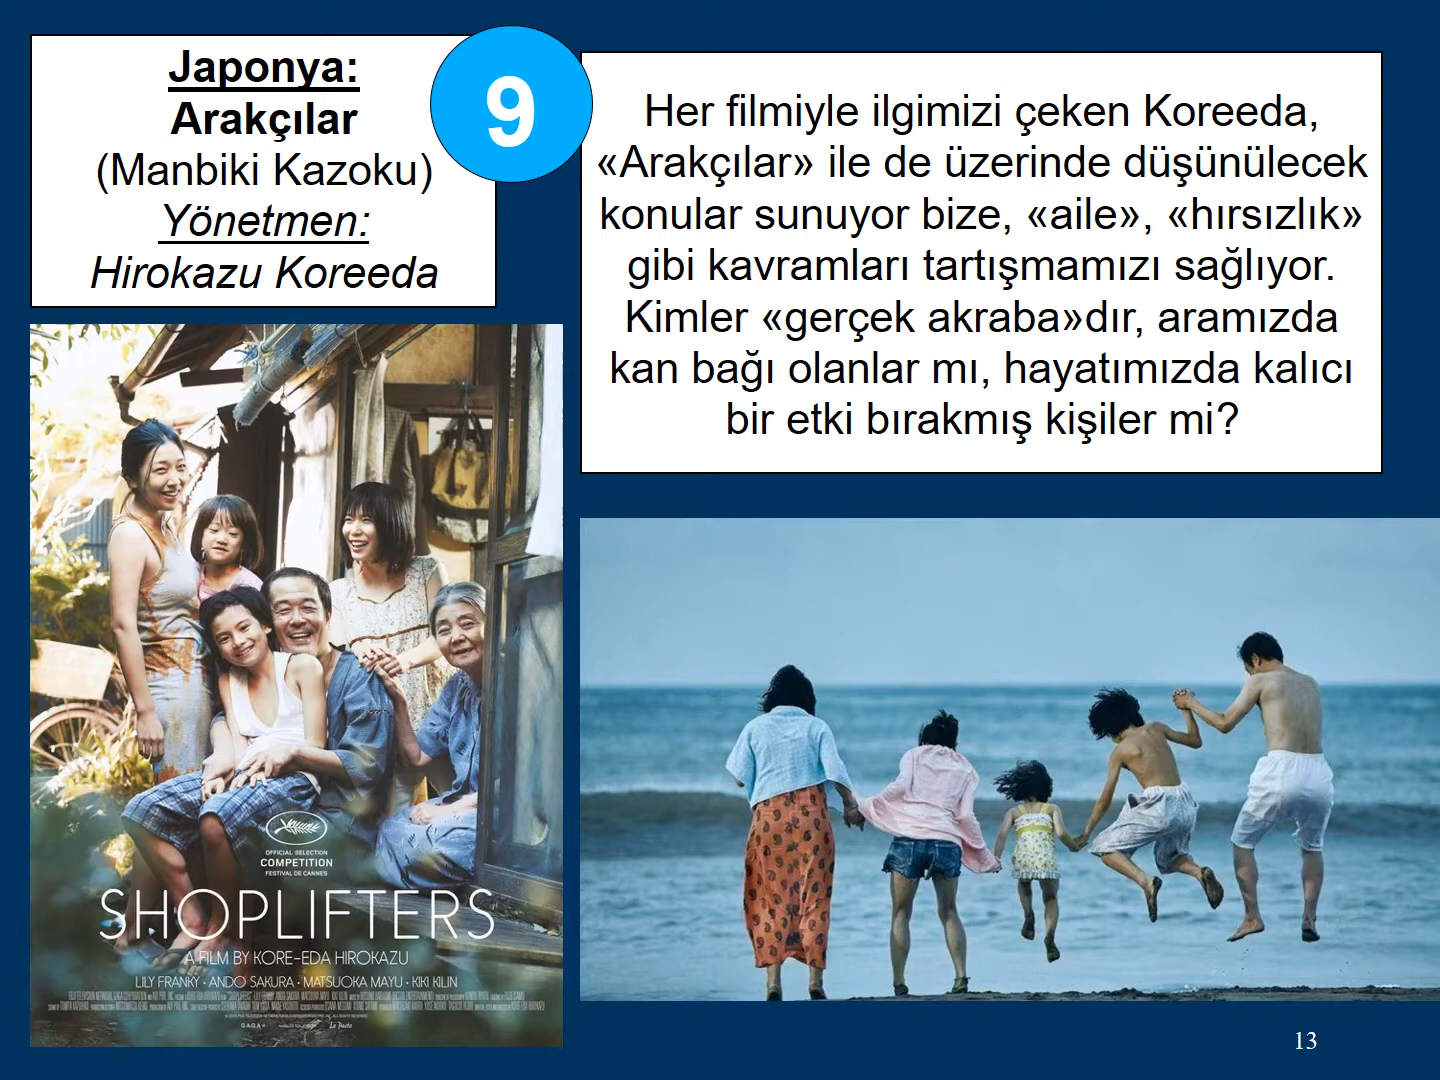 Japonya:
Arakçılar
(Manbiki Kazoku)
Yönetmen:
Hirokazu Koreeda
9
Her filmiyle ilgimizi çeken Koreeda,
«Arakçılar» ile de üzerinde düşünülecek
konular sunuyor bize, «aile», «hırsızlık»
gibi kavramları tartışmamızı sağlıyor.
Kimler «gerçek akraba»dır, aramızda
kan bağı olanlar mı, hayatımızda kalıcı
bir etki bırakmış kişiler mi?
OFFICIAL SELECTION
COMPETITION
FESTIVAL DE CANNES
SHOPLIFTERS
A FILM BY KORE-EDA HIROKAZU
LILY FRANKY · ANDO SAKURA · MATSUOKA MAYU · KIKI KILIN
GAGA
Le Pacte
13